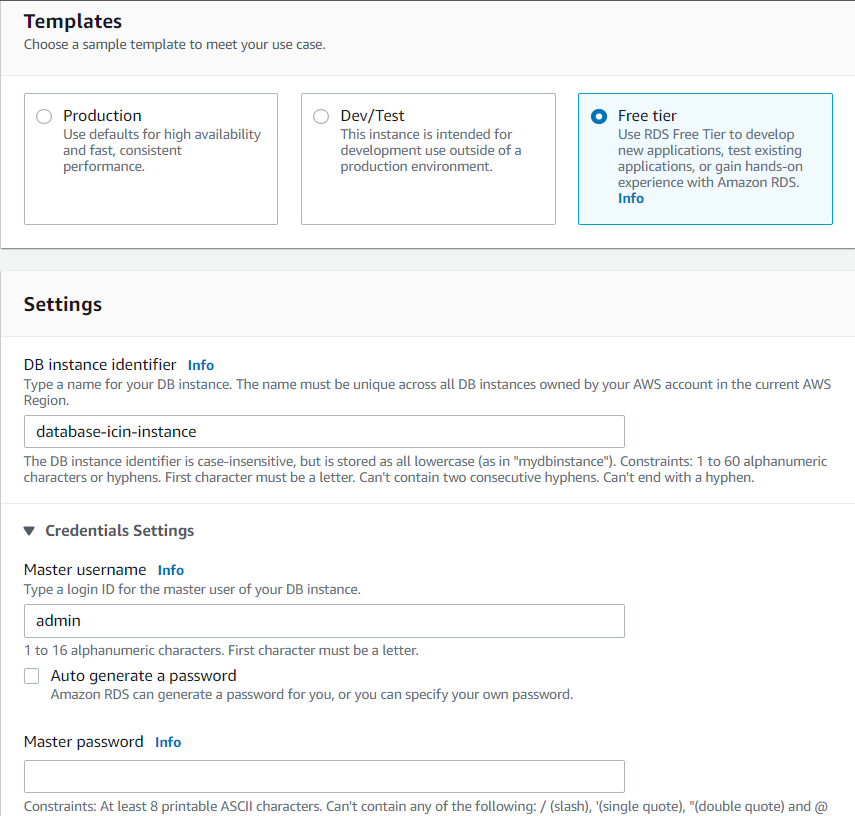 Templates
Choose a sample template to meet your use case.
Production
Use defaults for high availability
and fast, consistent
performance.
Dev/Test
This instance is intended for
development use outside of a
production environment.
Free tier
Use RDS Free Tier to develop
new applications, test existing
applications, or gain hands-on
experience with Amazon RDS.
Info
Settings
DB instance identifier Info
Type a name for your DB instance. The name must be unique across all DB instances owned by your AWS account in the current AWS
Region.
database-icin-instance
The DB instance identifier is case-insensitive, but is stored as all lowercase (as in "mydbinstance"). Constraints: 1 to 60 alphanumeric
characters or hyphens. First character must be a letter. Can't contain two consecutive hyphens. Can't end with a hyphen.
Credentials Settings
Master username Info
Type a login ID for the master user of your DB instance.
admin
1 to 16 alphanumeric characters. First character must be a letter.
Auto generate a password
Amazon RDS can generate a password for you, or you can specify your own password.
Master password Info
Constraints: At least 8 printable ASCII characters. Can't contain any of the following: / (slash), '(single quote), "(double quote) and @